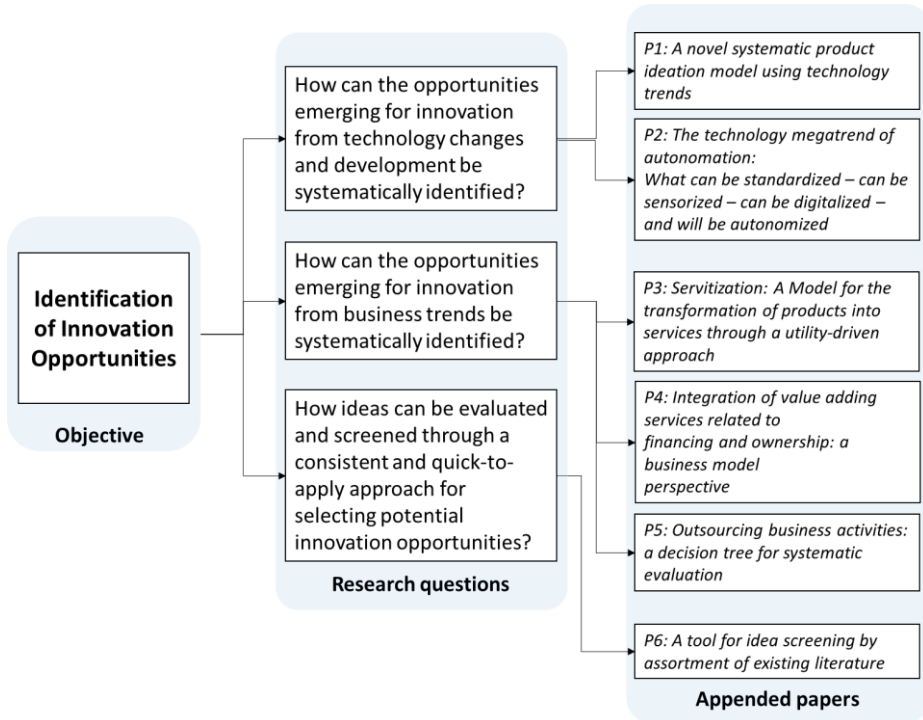 Identification
of Innovation
Opportunities
Objective
How can the opportunities
emerging for innovation
from technology changes
and development be
systematically identified?
How can the opportunities
emerging for innovation
from business trends be
systematically identified?
How ideas can be evaluated
and screened through a
consistent and quick-to-
apply approach for
selecting potential
innovation opportunities?
Research questions
P1: A novel systematic product
ideation model using technology
trends
P2: The technology megatrend of
autonomation:
What can be standardized – can be
sensorized – can be digitalized –
and will be autonomized
P3: Servitization: A Model for the
transformation of products into
services through a utility-driven
approach
P4: Integration of value adding
services related to
financing and ownership: a
business model
perspective
P5: Outsourcing business activities:
a decision tree for systematic
evaluation
P6: A tool for idea screening by
assortment of existing literature
Appended papers